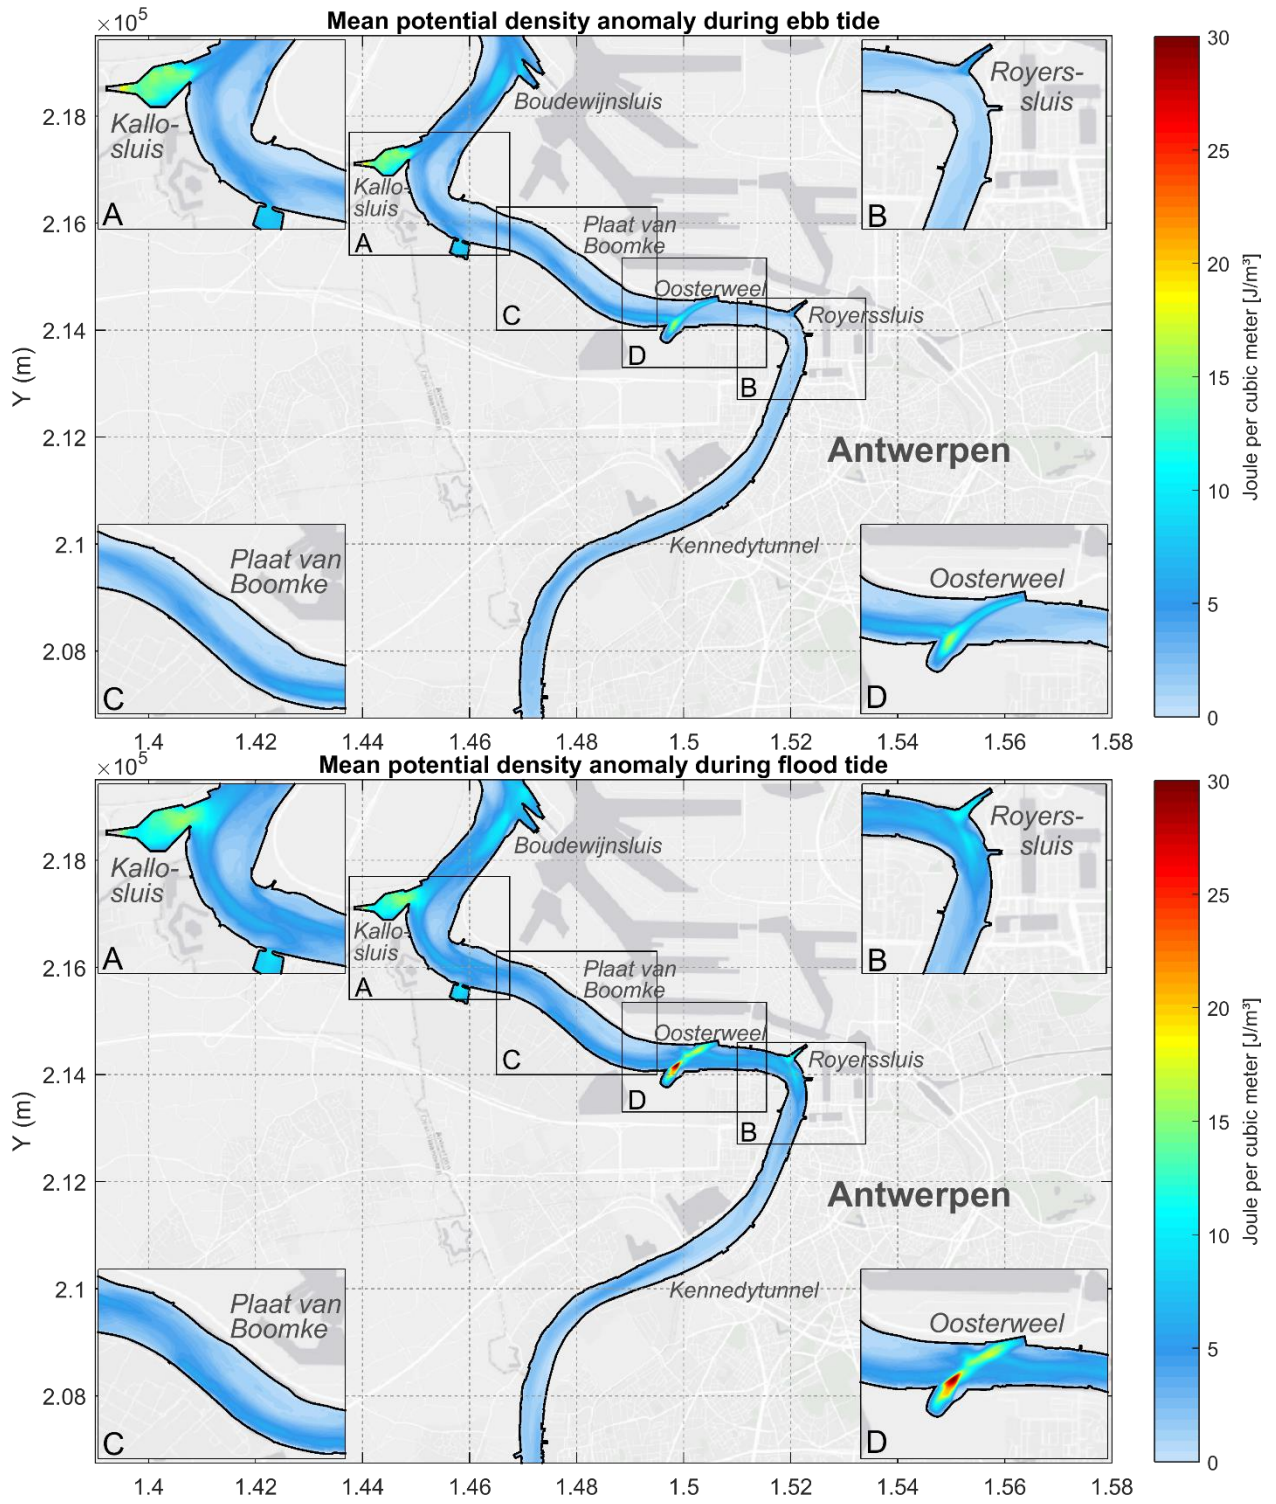 Mean potential density anomaly during ebb tide
×10⁵
30
Royers-
sluis
Boudewijnsluis
2.18
Kallo-
sluis
25
Kallo-
sluis
A
B
2.16
A
Plaat van
Boomke
20
Oosterweel
C
Royerssluis
2.14
D
15
B
Y (m)
2.12
Antwerpen
Joule per cubic meter [J/m³]
10
2.1
Kennedytunnel
Plaat van
Boomke
Oosterweel
5
2.08
C
D
0
1.4 1.42 1.44 1.46 1.48 1.5 1.52 1.54 1.56 1.58
Mean potential density anomaly during flood tide
×10⁵
30
Royers-
sluis
Boudewijnsluis
2.18
Kallo-
sluis
25
Kallo-
sluis
A
B
2.16
A
Plaat van
Boomke
20
Oosterweel
C
Royerssluis
2.14
D
15
B
Y (m)
2.12
Antwerpen
Joule per cubic meter [J/m³]
10
2.1
Kennedytunnel
Plaat van
Boomke
Oosterweel
5
2.08
C
D
0
1.4 1.42 1.44 1.46 1.48 1.5 1.52 1.54 1.56 1.58